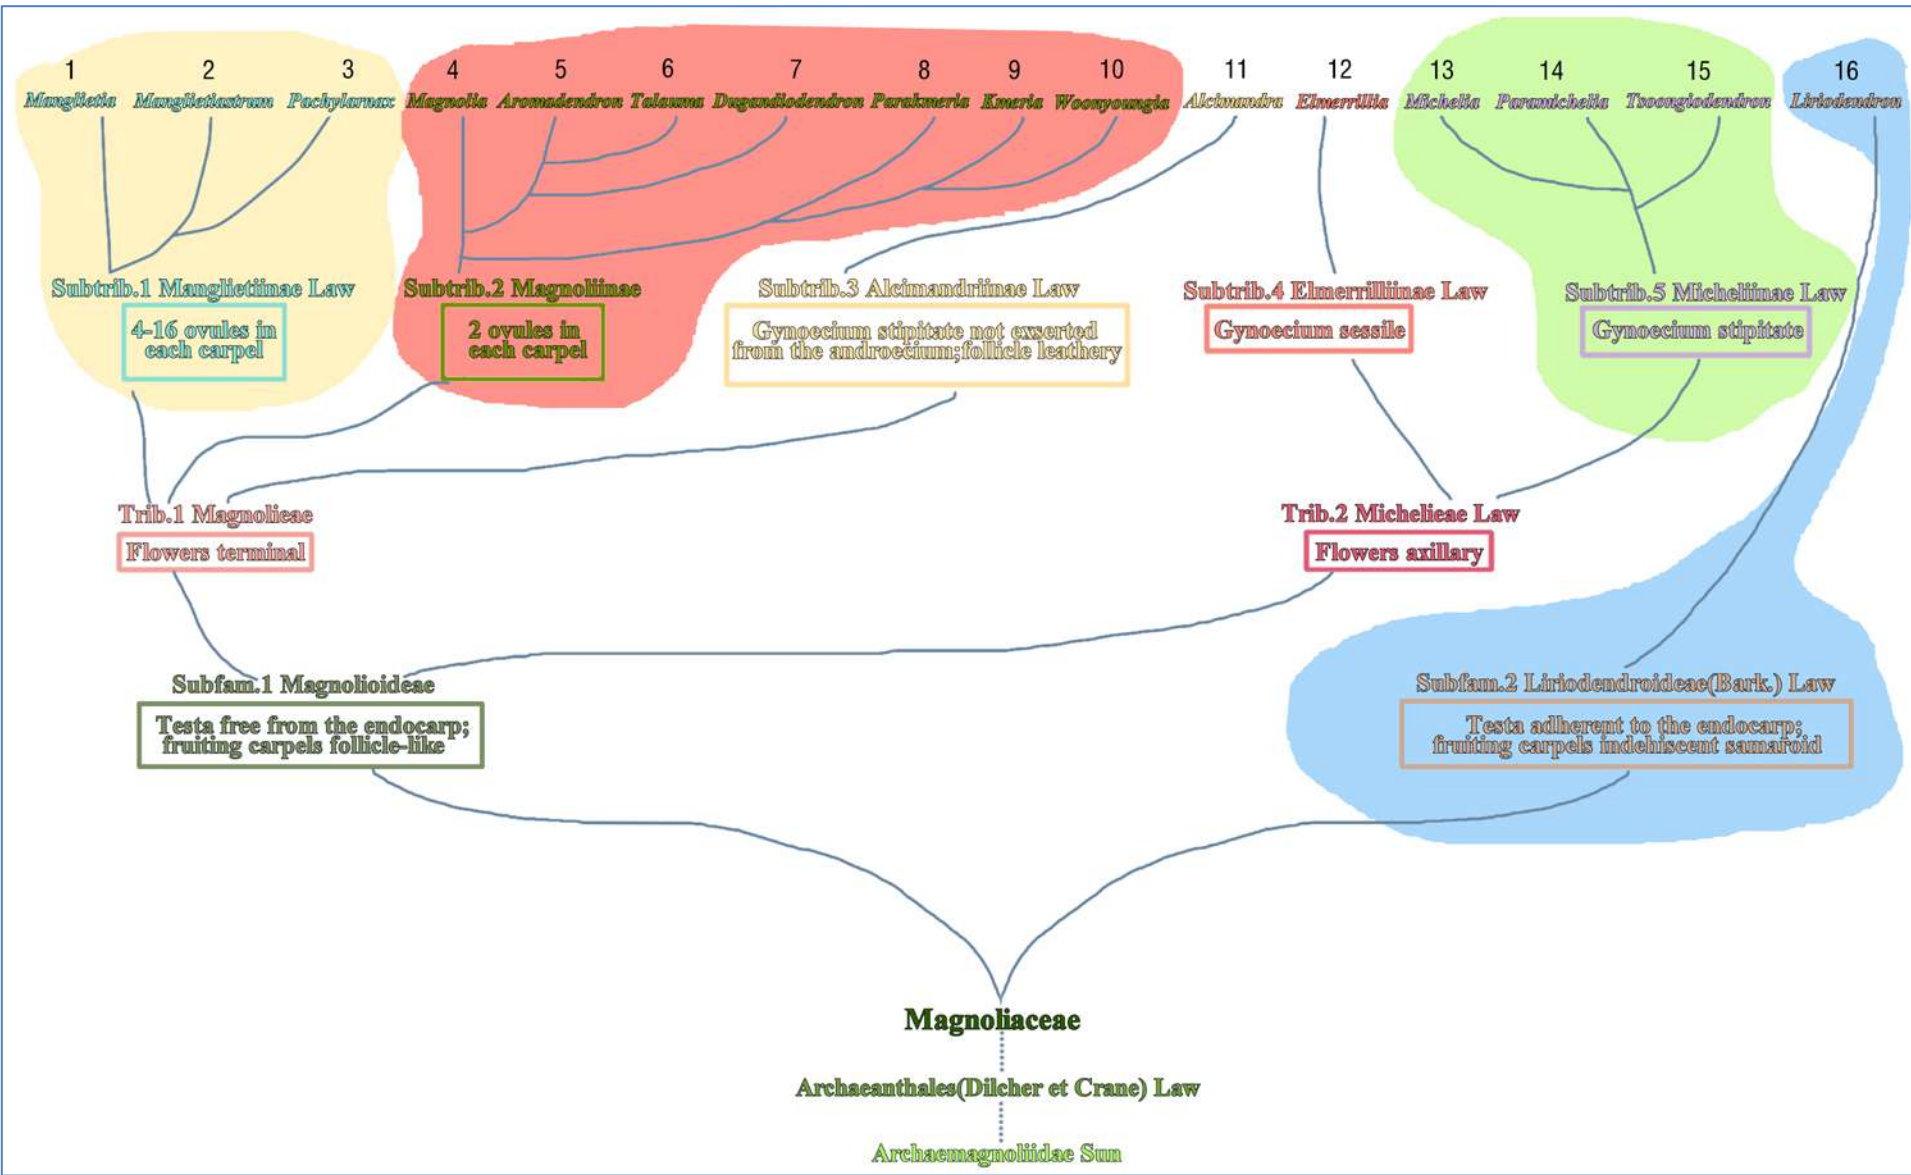 1 2 3 4 5 6 7 8 9 10 11 12 13 14 15 16
Manglietia Manglietiastrum Pachylarnax Magnolia Aromadendron Talauma Dugandiodendron Parakmeria Kmeria Woonyoungia Alcimandra Elmerrillia Michelia Paramichelia Tsoongiodendron Liriodendron
Subtrib.1 Manglietiinae Law
4-16 ovules in
each carpel
Subtrib.2 Magnoliinae
2 ovules in
each carpel
Subtrib.3 Alcimandriinae Law
Gynoecium stipitate not exserted
from the androecium;follicle leathery
Subtrib.4 Elmerrilliinae Law
Gynoecium sessile
Subtrib.5 Micheliinae Law
Gynoecium stipitate
Trib.1 Magnolieae
Flowers terminal
Trib.2 Michelieae Law
Flowers axillary
Subfam.1 Magnolioideae
Testa free from the endocarp;
fruiting carpels follicle-like
Subfam.2 Liriodendroideae(Bark.) Law
Testa adherent to the endocarp;
fruiting carpels indehiscent samaroid
Magnoliaceae
Archaeanthales(Dilcher et Crane) Law
Archaemagnoliidae Sun